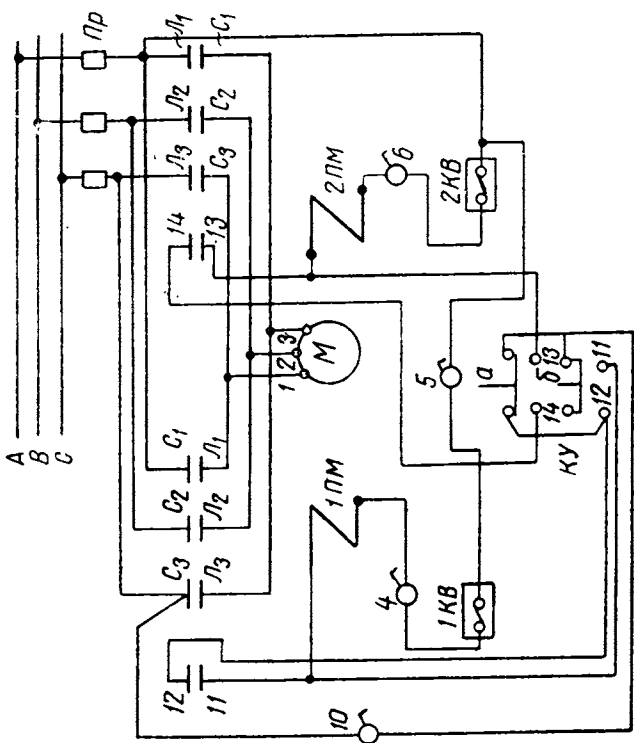 А
В
С
Пр
Л₁
С₁
Л₂
С₂
Л₃
С₃
14
13
2ПМ
6
2КВ
1
2
3
М
С₁
Л₁
С₂
Л₂
С₃
Л₃
5
а
б
14
13
12
11
КУ
1ПМ
4
1КВ
12
11
10